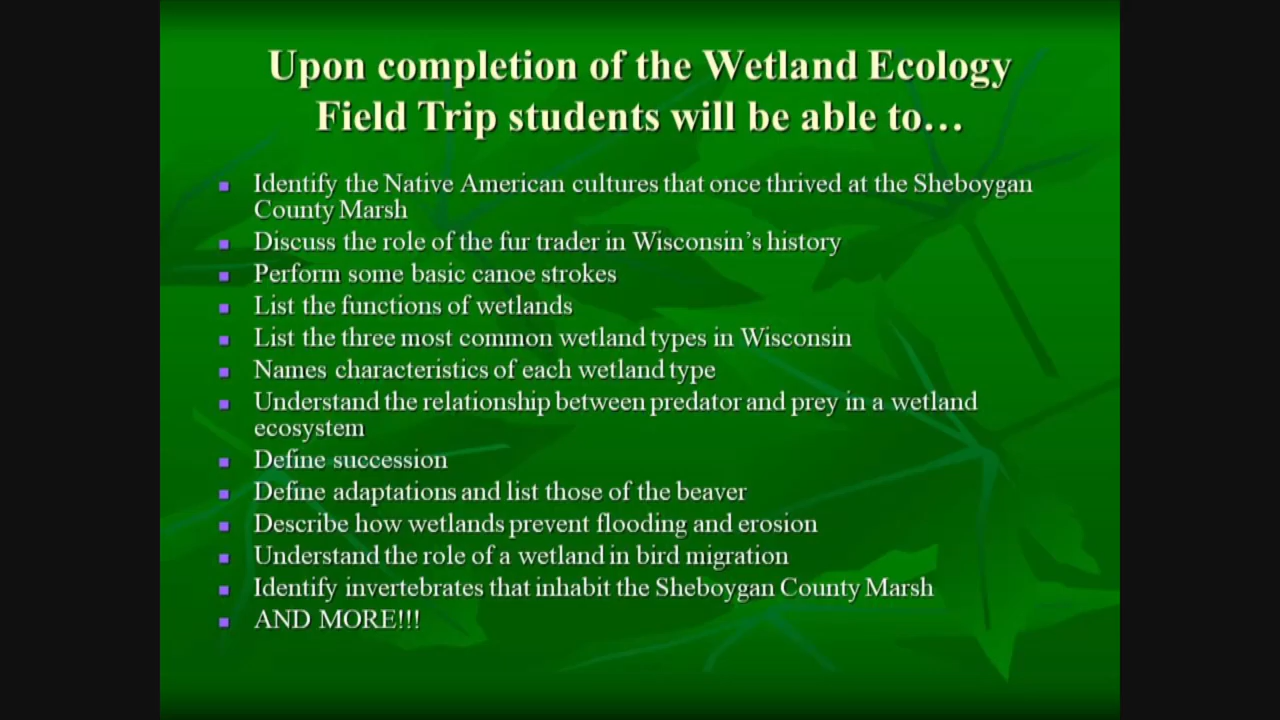 Upon completion of the Wetland Ecology
Field Trip students will be able to…
Identify the Native American cultures that once thrived at the Sheboygan
County Marsh
Discuss the role of the fur trader in Wisconsin's history
Perform some basic canoe strokes
List the functions of wetlands
List the three most common wetland types in Wisconsin
Names characteristics of each wetland type
Understand the relationship between predator and prey in a wetland
ecosystem
Define succession
Define adaptations and list those of the beaver
Describe how wetlands prevent flooding and erosion
Understand the role of a wetland in bird migration
Identify invertebrates that inhabit the Sheboygan County Marsh
AND MORE!!!